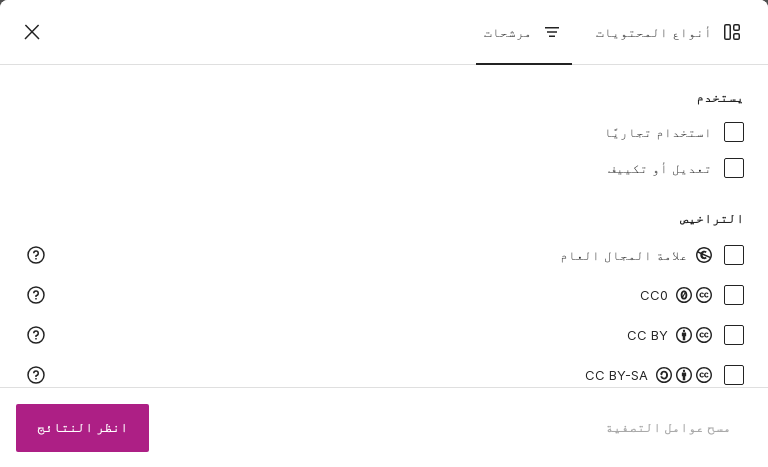 أنواع المحتويات
مرشحات
يستخدم
استخدام تجاريًا
تعديل أو تكييف
التراخيص
علامة المجال العام
CC0
CC BY
CC BY-SA
مسح عوامل التصفية
انظر النتائج